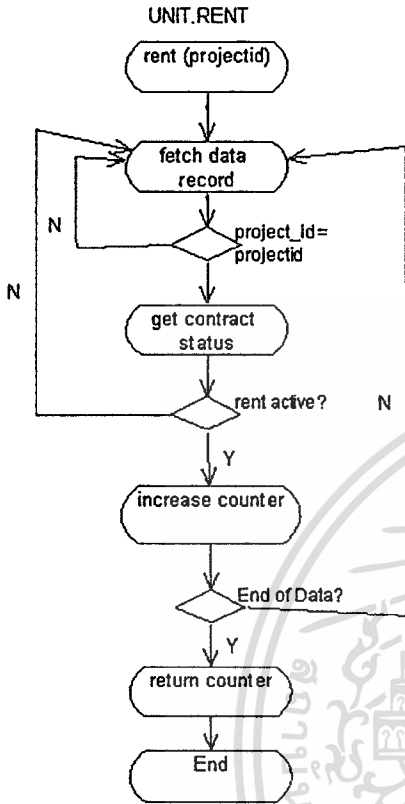 UNIT.RENT
rent (projectid)
fetch data
record
N
project_id=
projectid
N
get contract
status
rent active?
N
Y
increase counter
End of Data?
Y
return counter
End